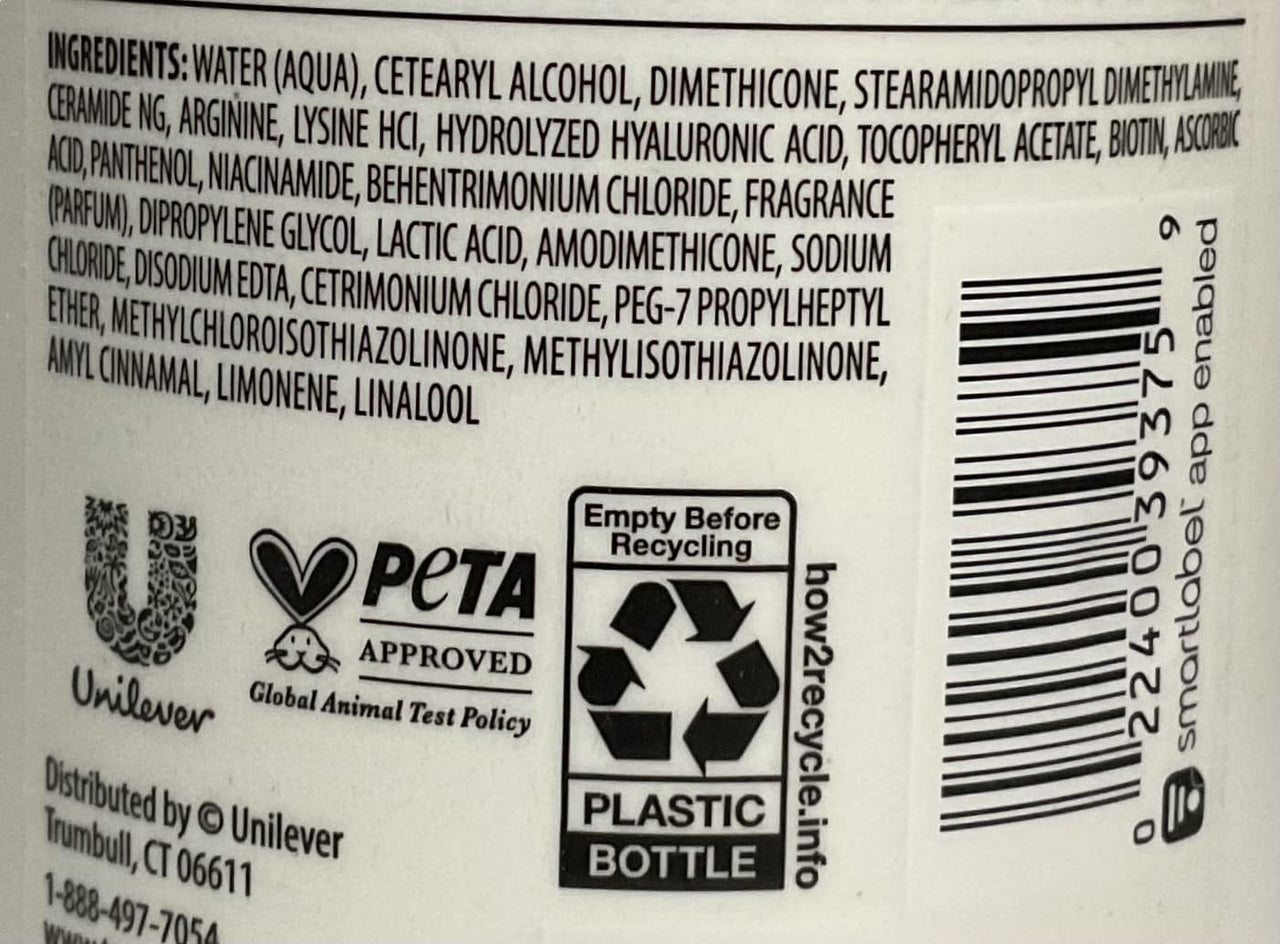 INGREDIENTS: WATER (AQUA), CETEARYL ALCOHOL, DIMETHICONE, STEARAMIDOPROPYL DIMETHYLAMINE,
CERAMIDE NG, ARGININE, LYSINE HCl, HYDROLYZED HYALURONIC ACID, TOCOPHERYL ACETATE, BIOTIN, ASCORBIC
ACID, PANTHENOL, NIACINAMIDE, BEHENTRIMONIUM CHLORIDE, FRAGRANCE
(PARFUM), DIPROPYLENE GLYCOL, LACTIC ACID, AMODIMETHICONE, SODIUM
CHLORIDE, DISODIUM EDTA, CETRIMONIUM CHLORIDE, PEG-7 PROPYLHEPTYL
ETHER, METHYLCHLOROISOTHIAZOLINONE, METHYLISOTHIAZOLINONE,
AMYL CINNAMAL, LIMONENE, LINALOOL
U
Unilever
PETA
APPROVED
Global Animal Test Policy
Empty Before
Recycling
PLASTIC
BOTTLE
how2recycle.info
0 22400 39375 9
smartlabel™ app enabled
Distributed by © Unilever
Trumbull, CT 06611
1-888-497-7054